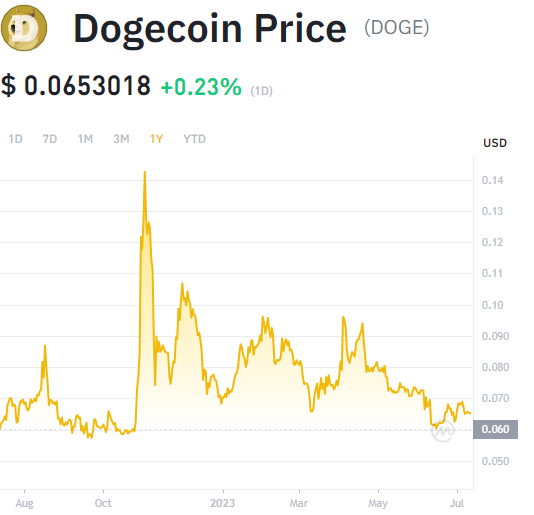 Dogecoin Price (DOGE)
$ 0.0653018 +0.23% (1D)
1D 7D 1M 3M 1Y YTD
USD
0.14
0.13
0.12
0.11
0.10
0.090
0.080
0.070
0.060
0.050
Aug Oct 2023 Mar May Jul